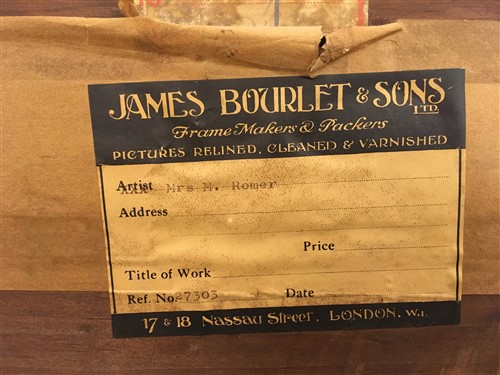 JAMES BOURLET & SONS LTD.
Frame Makers & Packers
PICTURES RELINED, CLEANED & VARNISHED
Artist Mrs M. Romer
Address
Price
Title of Work
Ref. No. 27303 Date
17 & 18 Nassau Street, LONDON, W.1.